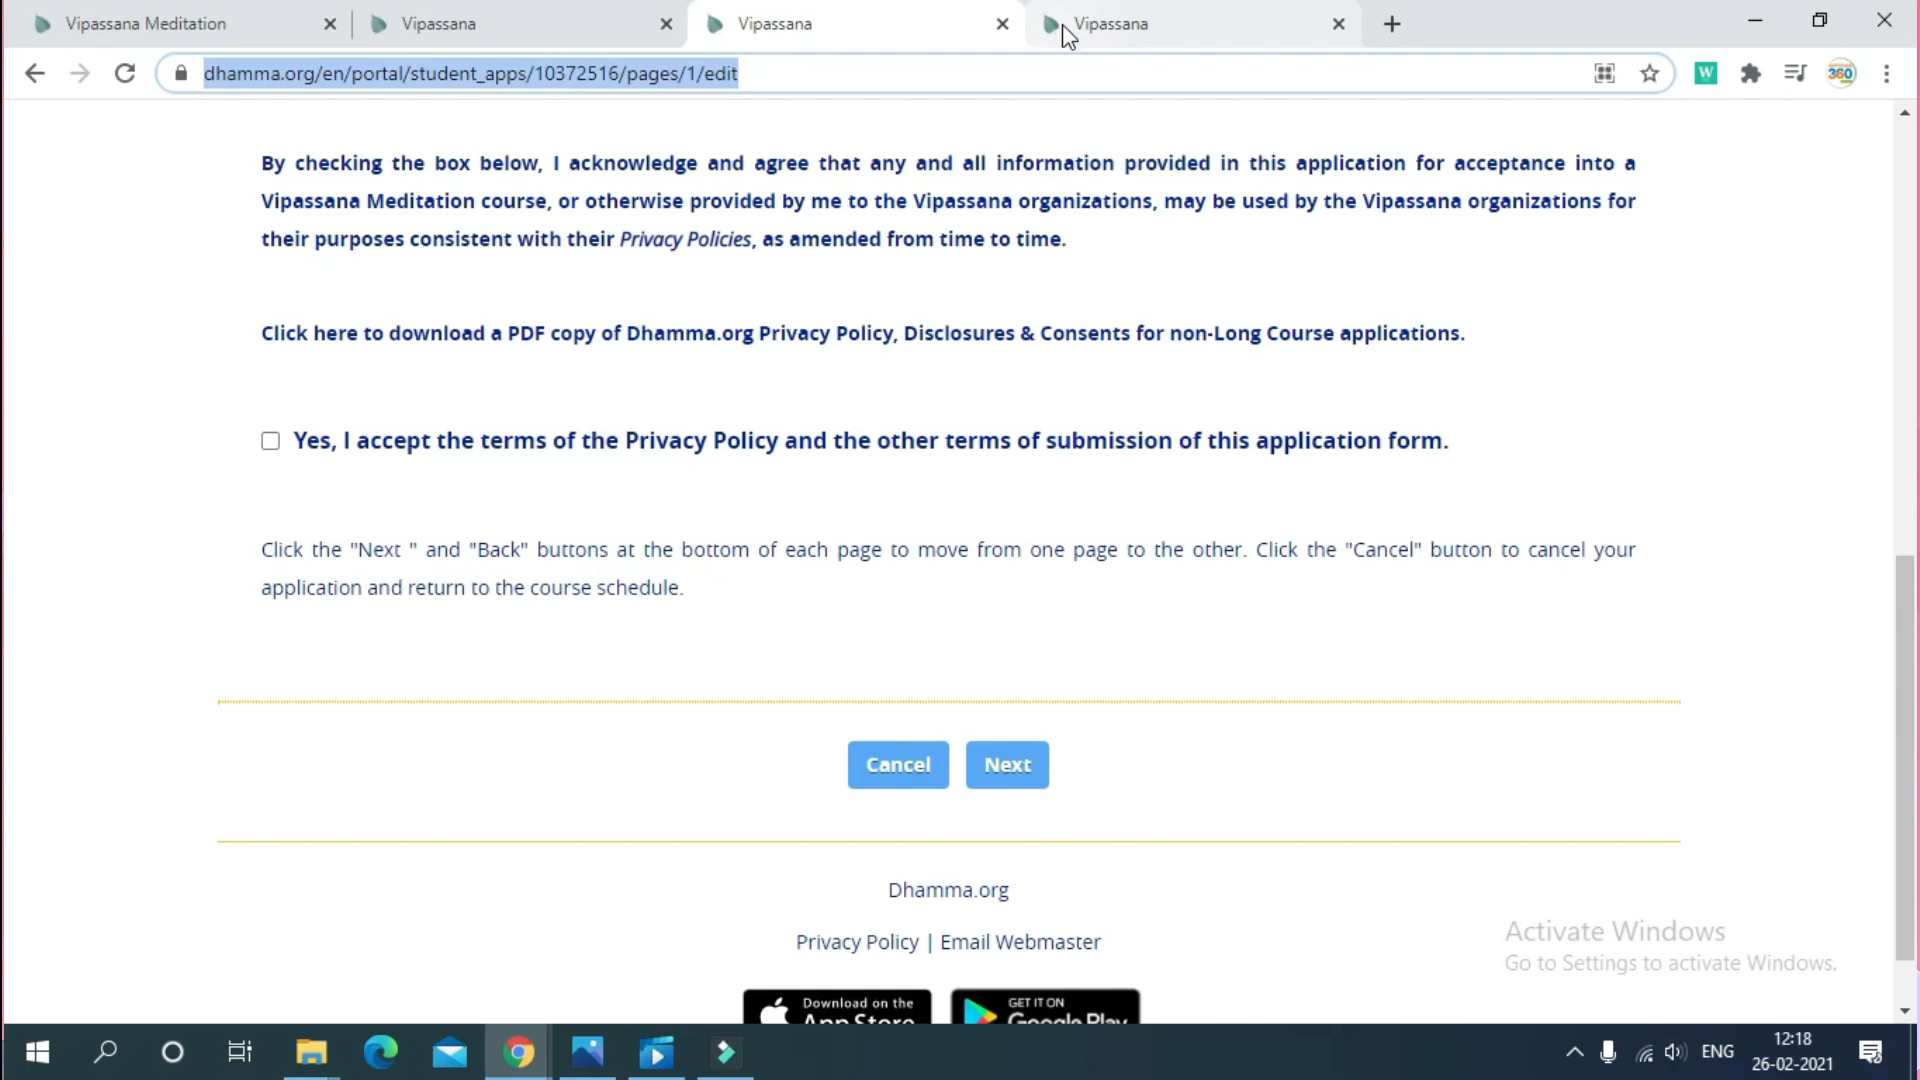 Vipassana Meditation
Vipassana
Vipassana
Vipassana
dhamma.org/en/portal/student_apps/10372516/pages/1/edit
W
360
By checking the box below, I acknowledge and agree that any and all information provided in this application for acceptance into a
Vipassana Meditation course, or otherwise provided by me to the Vipassana organizations, may be used by the Vipassana organizations for
their purposes consistent with their Privacy Policies, as amended from time to time.
Click here to download a PDF copy of Dhamma.org Privacy Policy, Disclosures & Consents for non-Long Course applications.
Yes, I accept the terms of the Privacy Policy and the other terms of submission of this application form.
Click the "Next " and "Back" buttons at the bottom of each page to move from one page to the other. Click the "Cancel" button to cancel your
application and return to the course schedule.
Cancel
Next
Dhamma.org
Privacy Policy | Email Webmaster
Activate Windows
Go to Settings to activate Windows.
Download on the
App Store
GET IT ON
Google Play
ENG
12:18
26-02-2021